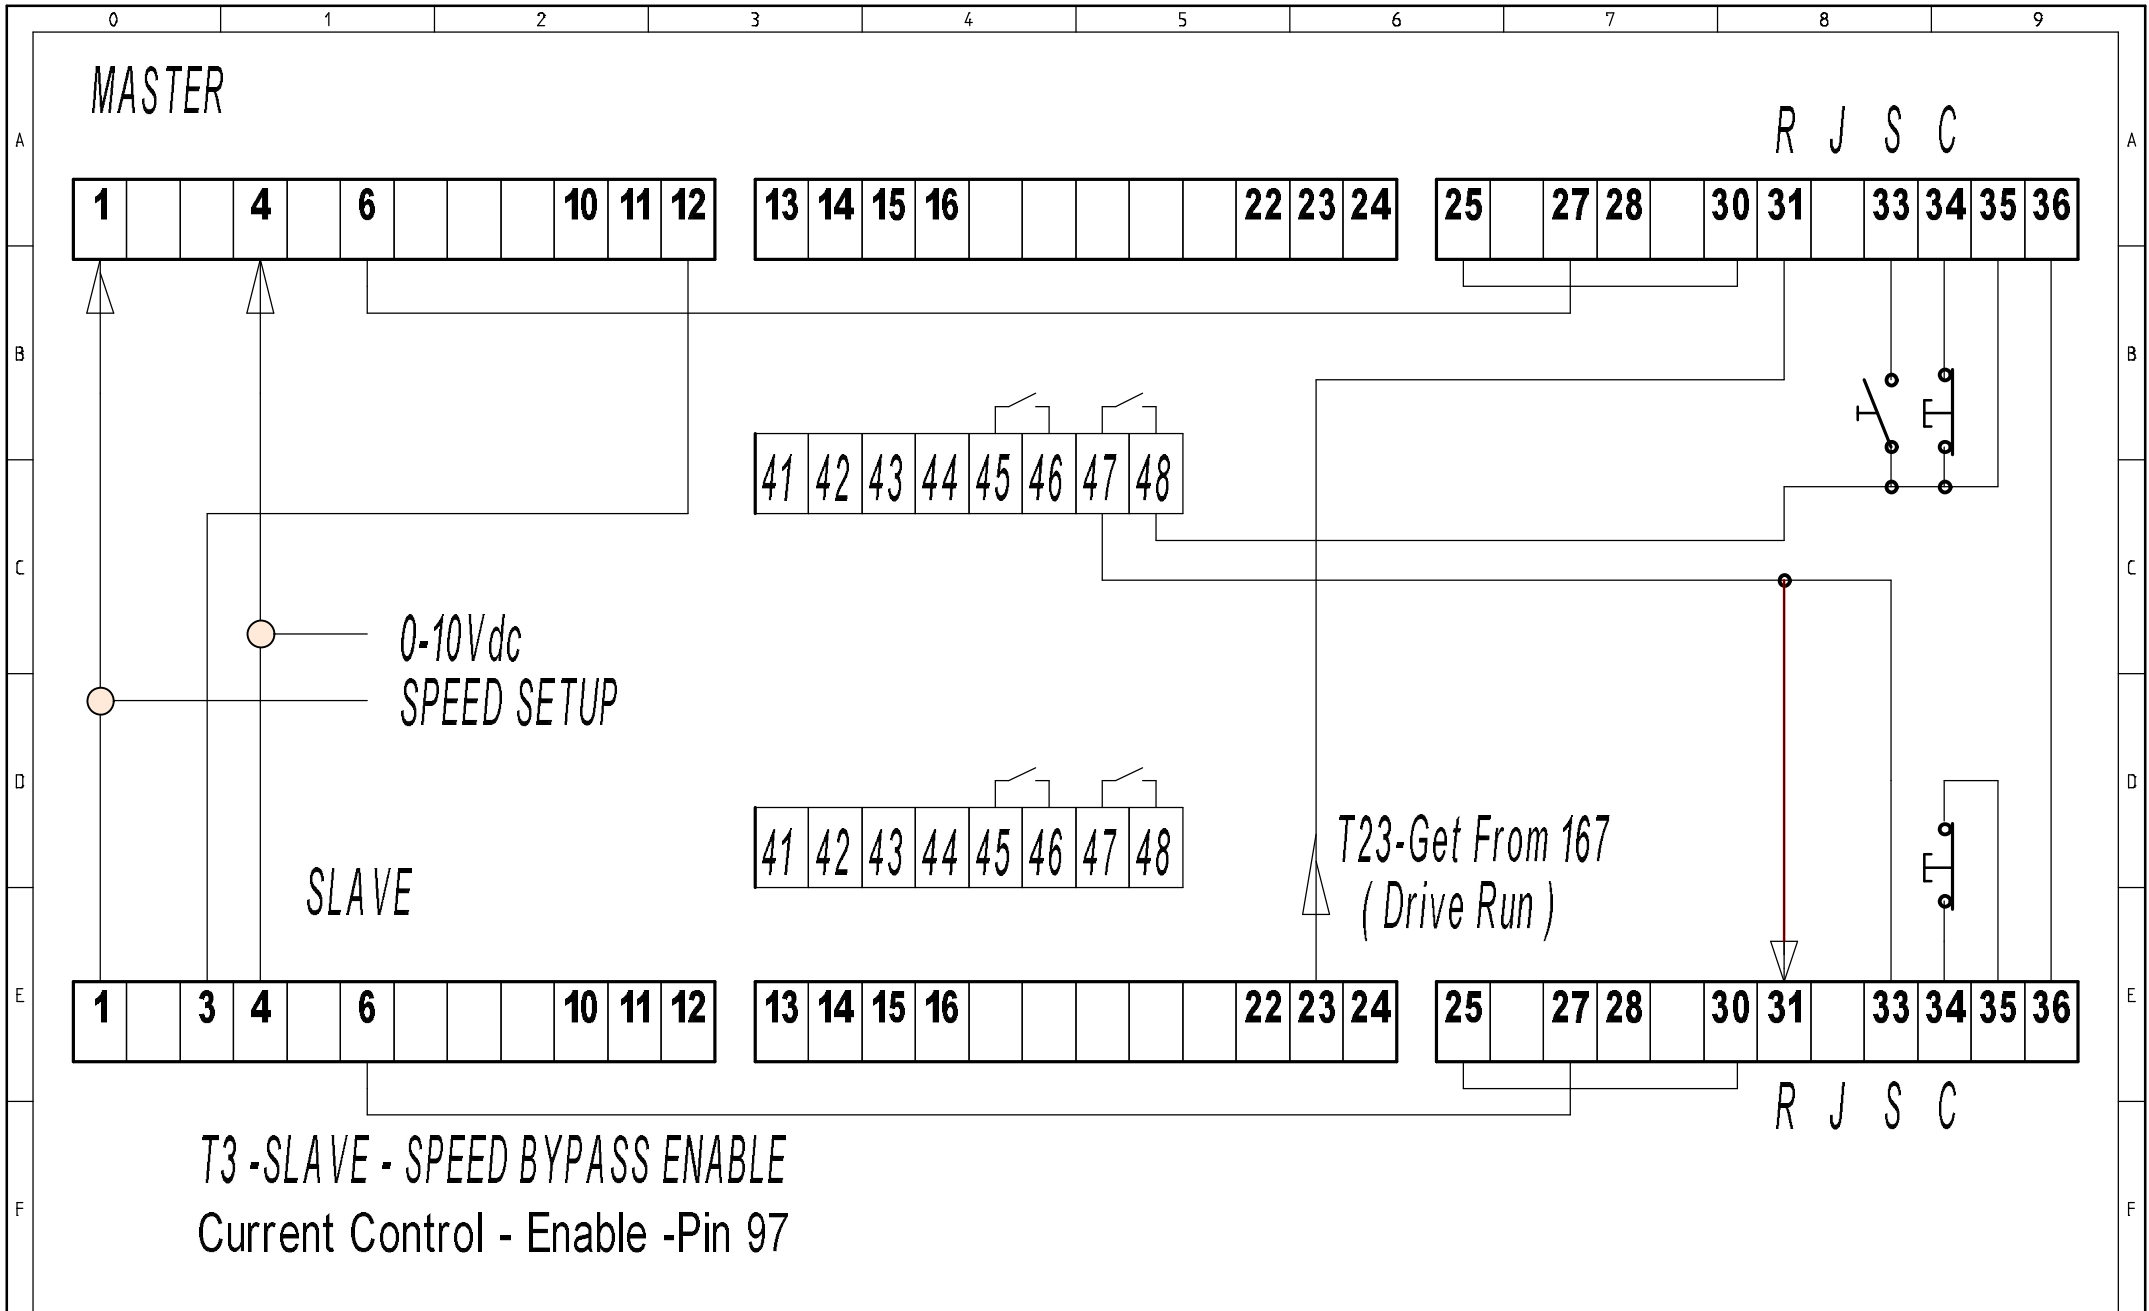 0 1 2 3 4 5 6 7 8 9
MASTER
R J S C
A A
1 4 6 10 11 12 13 14 15 16 22 23 24 25 27 28 30 31 33 34 35 36
B B
41 42 43 44 45 46 47 48
C C
0-10Vdc
SPEED SETUP
D D
T23-Get From 167
41 42 43 44 45 46 47 48
SLAVE
( Drive Run )
E E
1 3 4 6 10 11 12 13 14 15 16 22 23 24 25 27 28 30 31 33 34 35 36
R J S C
T3 -SLAVE - SPEED BYPASS ENABLE
F F
Current Control - Enable -Pin 97